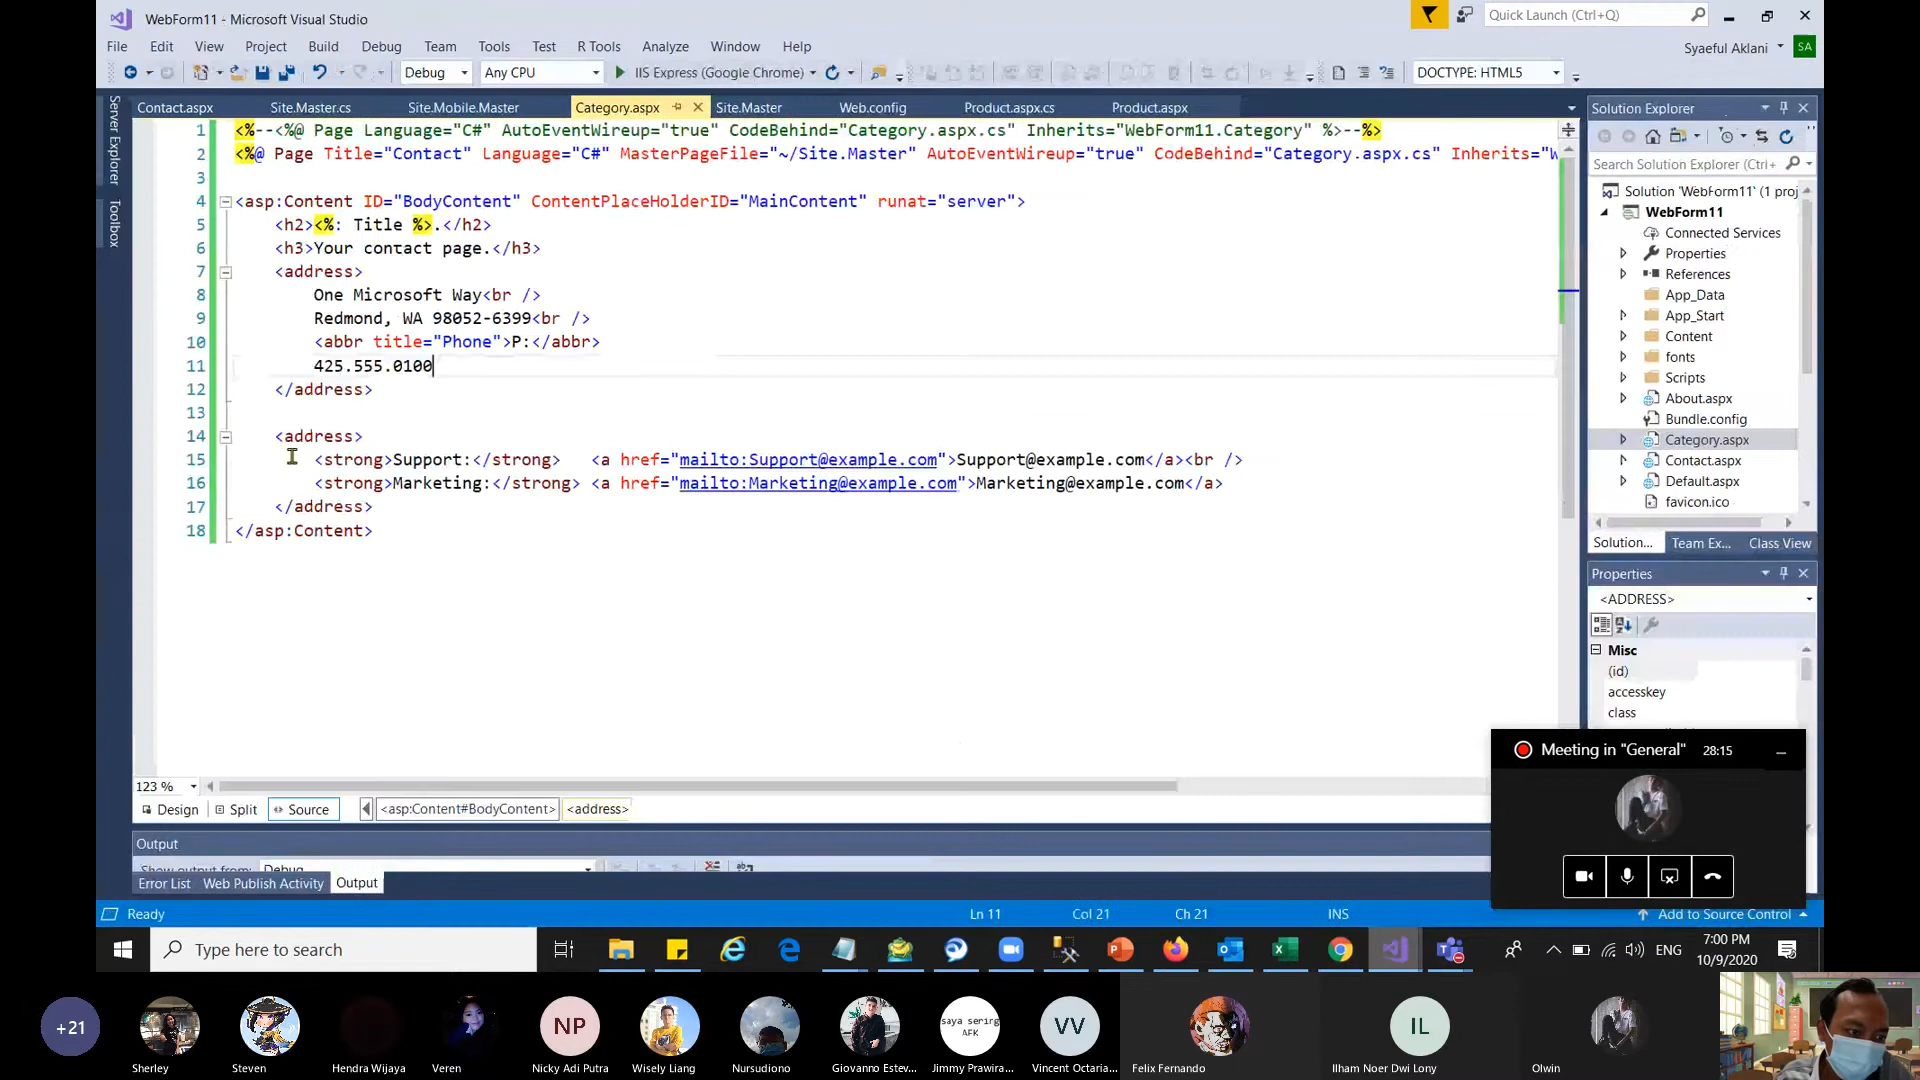 WebForm11 - Microsoft Visual Studio
Quick Launch (Ctrl+Q)
File Edit View Project Build Debug Team Tools Test R Tools Analyze Window Help
Syaeful Aklani SA
Debug Any CPU IIS Express (Google Chrome) DOCTYPE: HTML5
Server Explorer
Toolbox
Contact.aspx Site.Master.cs Site.Mobile.Master Category.aspx Site.Master Web.config Product.aspx.cs Product.aspx
1 <%--<%@ Page Language="C#" AutoEventWireup="true" CodeBehind="Category.aspx.cs" Inherits="WebForm11.Category" %>--%>
2 <%@ Page Title="Contact" Language="C#" MasterPageFile="~/Site.Master" AutoEventWireup="true" CodeBehind="Category.aspx.cs" Inherits="W
3
4 <asp:Content ID="BodyContent" ContentPlaceHolderID="MainContent" runat="server">
5 <h2><%: Title %>.</h2>
6 <h3>Your contact page.</h3>
7 <address>
8 One Microsoft Way<br />
9 Redmond, WA 98052-6399<br />
10 <abbr title="Phone">P:</abbr>
11 425.555.0100
12 </address>
13
14 <address>
15 <strong>Support:</strong> <a href="mailto:Support@example.com">Support@example.com</a><br />
16 <strong>Marketing:</strong> <a href="mailto:Marketing@example.com">Marketing@example.com</a>
17 </address>
18 </asp:Content>
123 %
Design Split Source <asp:Content#BodyContent> <address>
Output
Show output from: Debug
Error List Web Publish Activity Output
Ready Ln 11 Col 21 Ch 21 INS Add to Source Control
Solution Explorer
Search Solution Explorer (Ctrl+
Solution 'WebForm11' (1 proj
WebForm11
Connected Services
Properties
References
App_Data
App_Start
Content
fonts
Scripts
About.aspx
Bundle.config
Category.aspx
Contact.aspx
Default.aspx
favicon.ico
Solution... Team Ex... Class View
Properties
<ADDRESS>
Misc
(id)
accesskey
class
Meeting in "General" 28:15
Type here to search
ENG
7:00 PM
10/9/2020
+21
NP
saya sering
AFK
VV
IL
Sherley Steven Hendra Wijaya Veren Nicky Adi Putra Wisely Liang Nursudiono Giovanno Estev... Jimmy Prawira... Vincent Octaria... Felix Fernando Ilham Noer Dwi Lony Olwin